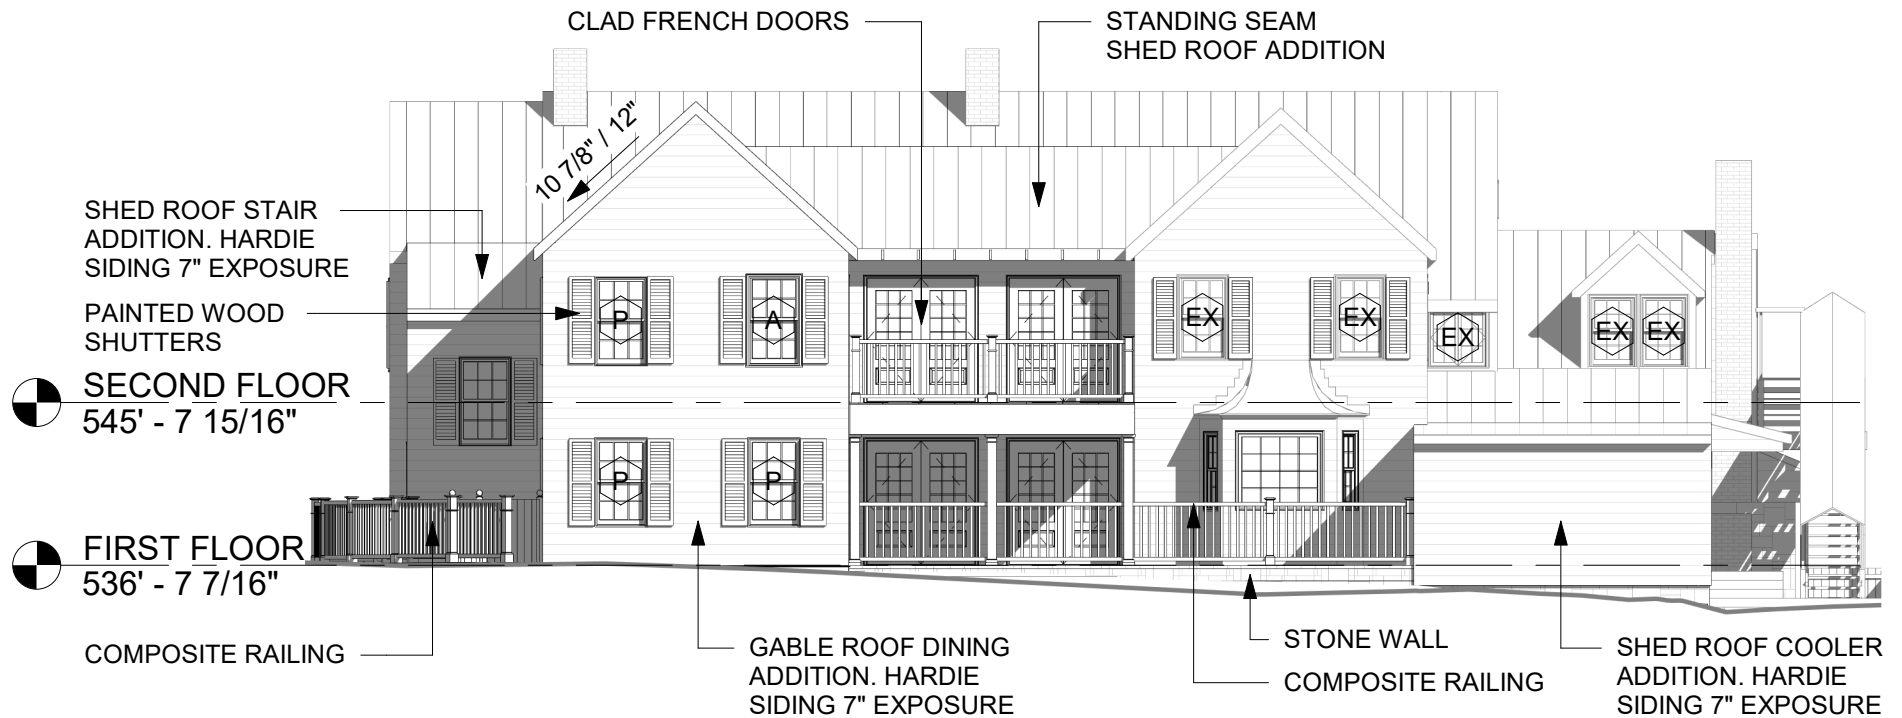 CLAD FRENCH DOORS
STANDING SEAM
SHED ROOF ADDITION
10 7/8" / 12"
SHED ROOF STAIR
ADDITION. HARDIE
SIDING 7" EXPOSURE
PAINTED WOOD
SHUTTERS
P
A
EX
EX
EX
EX
EX
SECOND FLOOR
545' - 7 15/16"
P
P
FIRST FLOOR
536' - 7 7/16"
COMPOSITE RAILING
GABLE ROOF DINING
ADDITION. HARDIE
SIDING 7" EXPOSURE
STONE WALL
COMPOSITE RAILING
SHED ROOF COOLER
ADDITION. HARDIE
SIDING 7" EXPOSURE